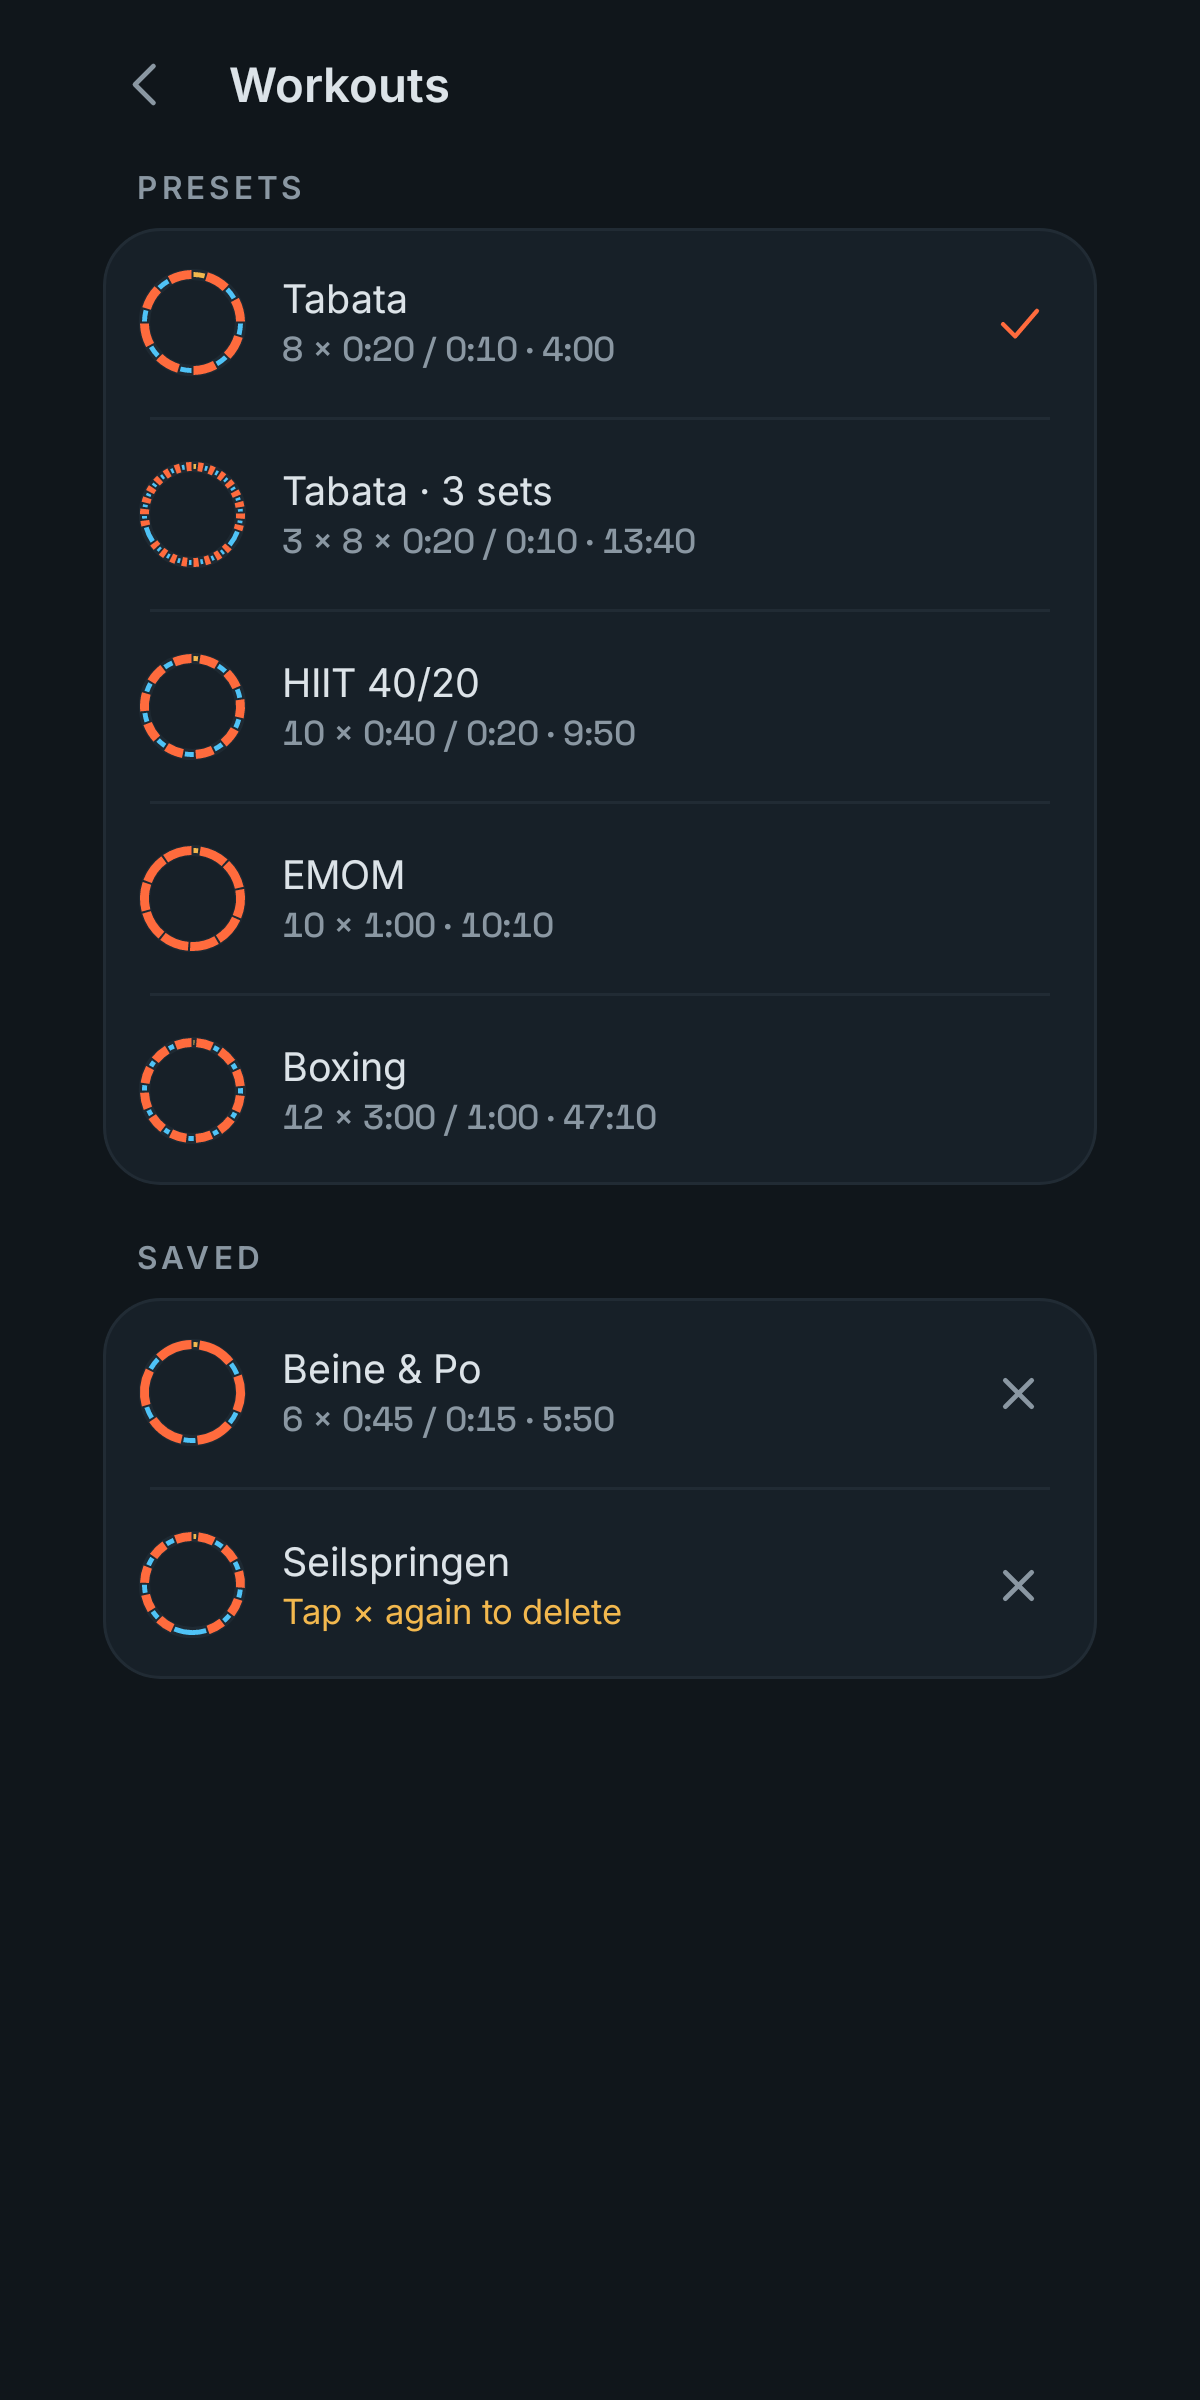 Workouts
PRESETS
Tabata
8 × 0:20 / 0:10 · 4:00
Tabata · 3 sets
3 × 8 × 0:20 / 0:10 · 13:40
HIIT 40/20
10 × 0:40 / 0:20 · 9:50
EMOM
10 × 1:00 · 10:10
Boxing
12 × 3:00 / 1:00 · 47:10
SAVED
Beine & Po
6 × 0:45 / 0:15 · 5:50
Seilspringen
Tap × again to delete